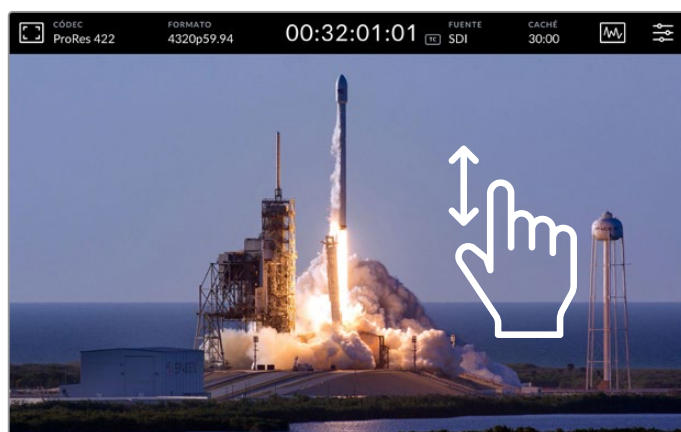 CÓDEC
ProRes 422
FORMATO
4320p59.94
00:32:01:01
TC
FUENTE
SDI
CACHÉ
30:00